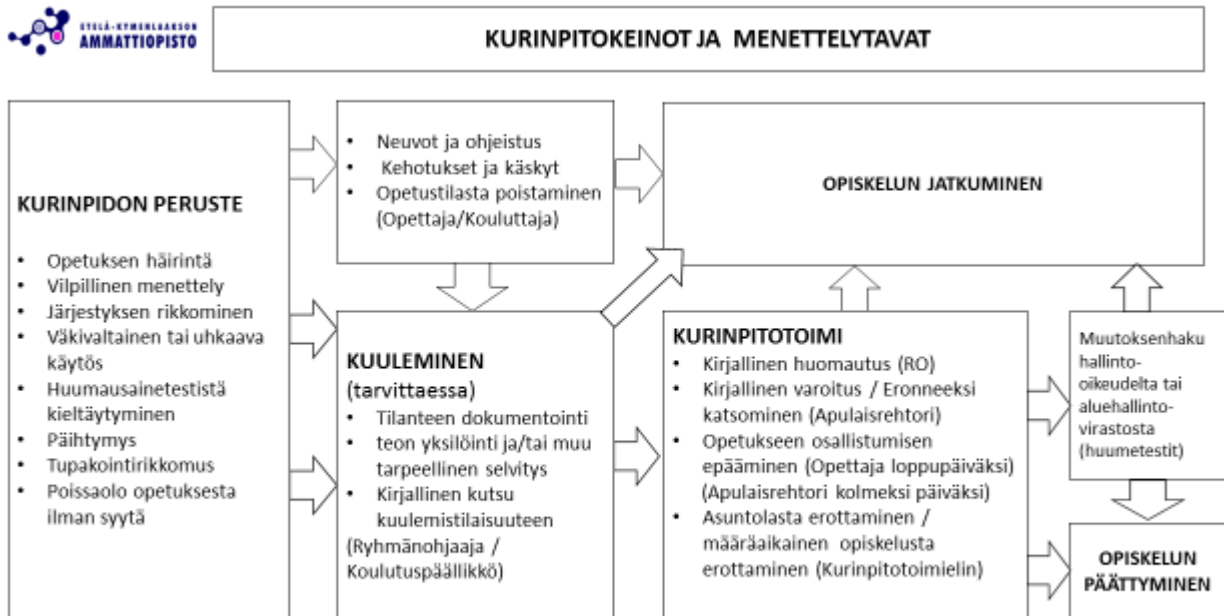 ETELÄ-KYMENLAAKSON
AMMATTIOPISTO
KURINPITOKEINOT JA MENETTELYTAVAT
KURINPIDON PERUSTE
• Opetuksen häirintä
• Vilpillinen menettely
• Järjestyksen rikkominen
• Väkivaltainen tai uhkaava
käytös
• Huumausainetestistä
kieltäytyminen
• Päihtymys
• Tupakointirikkomus
• Poissaolo opetuksesta
ilman syytä
• Neuvot ja ohjeistus
• Kehotukset ja käskyt
• Opetustilasta poistaminen
(Opettaja/Kouluttaja)
OPISKELUN JATKUMINEN
KUULEMINEN
(tarvittaessa)
• Tilanteen dokumentointi
• teon yksilöinti ja/tai muu
tarpeellinen selvitys
• Kirjallinen kutsu
kuulemistilaisuuteen
(Ryhmänohjaaja /
Koulutuspäällikkö)
KURINPITOTOIMI
• Kirjallinen huomautus (RO)
• Kirjallinen varoitus / Eronneeksi
katsominen (Apulaisrehtori)
• Opetukseen osallistumisen
epääminen (Opettaja loppupäiväksi)
(Apulaisrehtori kolmeksi päiväksi)
• Asuntolasta erottaminen /
määräaikainen opiskelusta
erottaminen (Kurinpitotoimielin)
Muutoksenhaku
hallinto-
oikeudelta tai
aluehallinto-
virastosta
(huumetestit)
OPISKELUN
PÄÄTTYMINEN